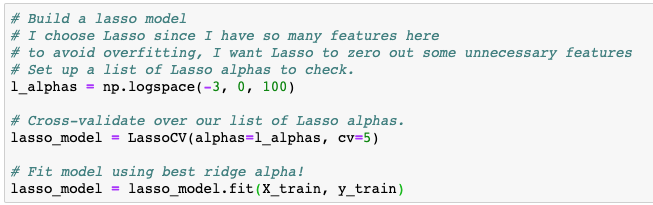 # Build a lasso model
# I choose Lasso since I have so many features here
# to avoid overfitting, I want Lasso to zero out some unnecessary features
# Set up a list of Lasso alphas to check.
l_alphas = np.logspace(-3, 0, 100)
# Cross-validate over our list of Lasso alphas.
lasso_model = LassoCV(alphas=l_alphas, cv=5)
# Fit model using best ridge alpha!
lasso_model = lasso_model.fit(X_train, y_train)